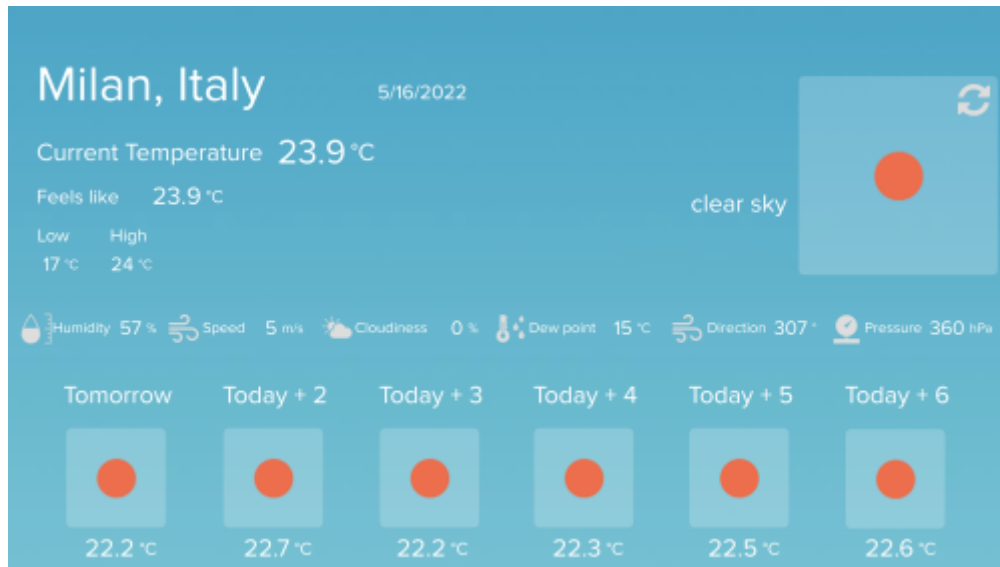 Milan, Italy 5/16/2022
Current Temperature 23.9 °C
Feels like 23.9 °C
clear sky
Low High
17 °C 24 °C
Humidity 57 % Speed 5 m/s Cloudiness 0 % Dew point 15 °C Direction 307 ° Pressure 360 hPa
Tomorrow Today + 2 Today + 3 Today + 4 Today + 5 Today + 6
22.2 °C 22.7 °C 22.2 °C 22.3 °C 22.5 °C 22.6 °C